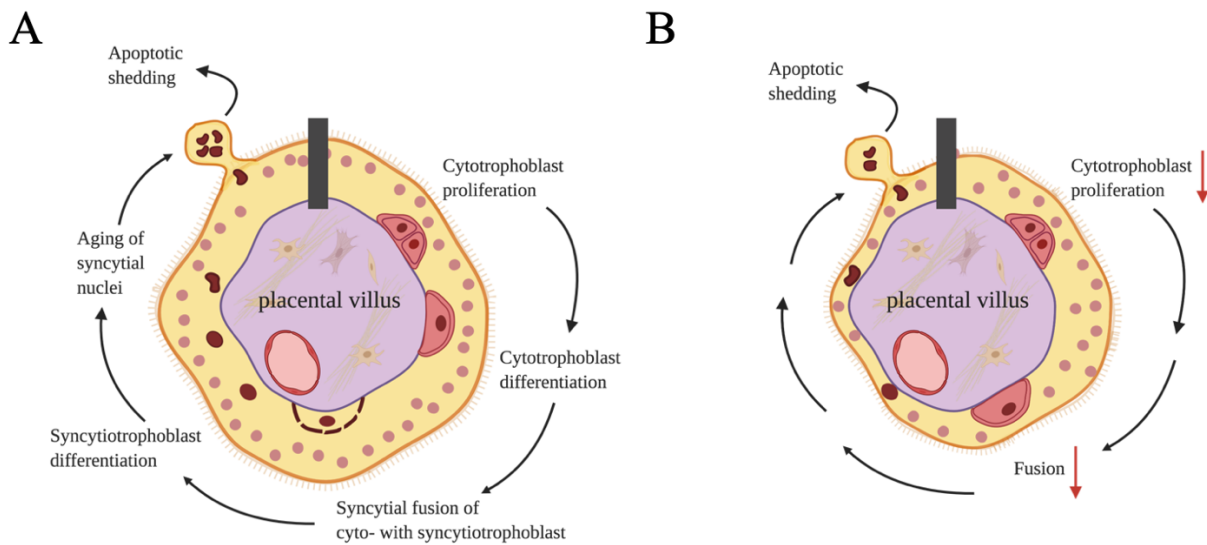 A
Apoptotic
shedding
Cytotrophoblast
proliferation
Aging of
syncytial
nuclei
placental villus
Cytotrophoblast
differentiation
Syncytiotrophoblast
differentiation
Syncytial fusion of
cyto- with syncytiotrophoblast
B
Apoptotic
shedding
Cytotrophoblast
proliferation
placental villus
Fusion